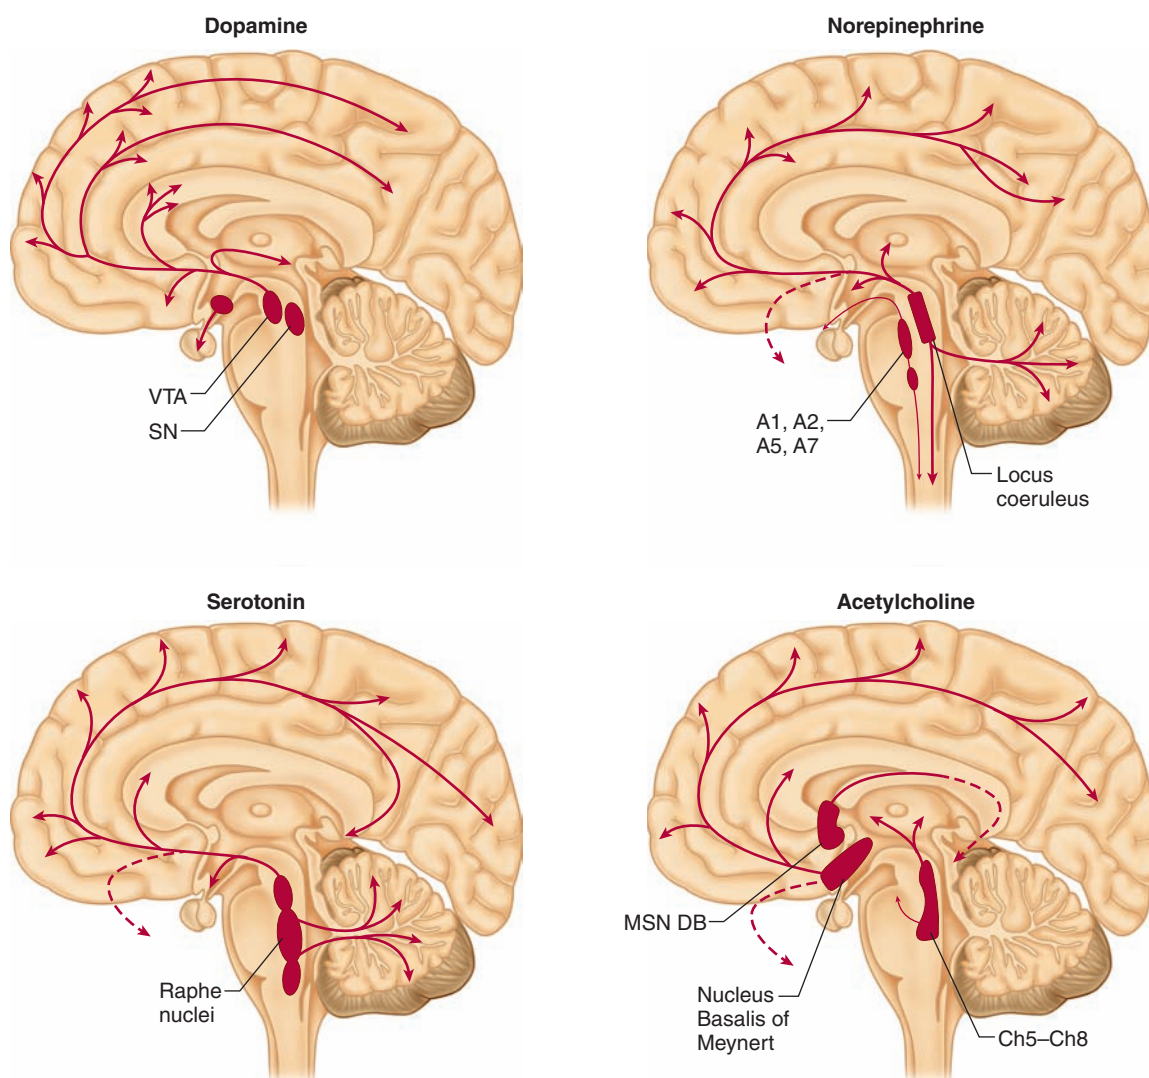 Dopamine
VTA
SN
Norepinephrine
A1, A2,
A5, A7
Locus
coeruleus
Serotonin
Raphe
nuclei
Acetylcholine
MSN DB
Nucleus
Basalis of
Meynert
Ch5–Ch8